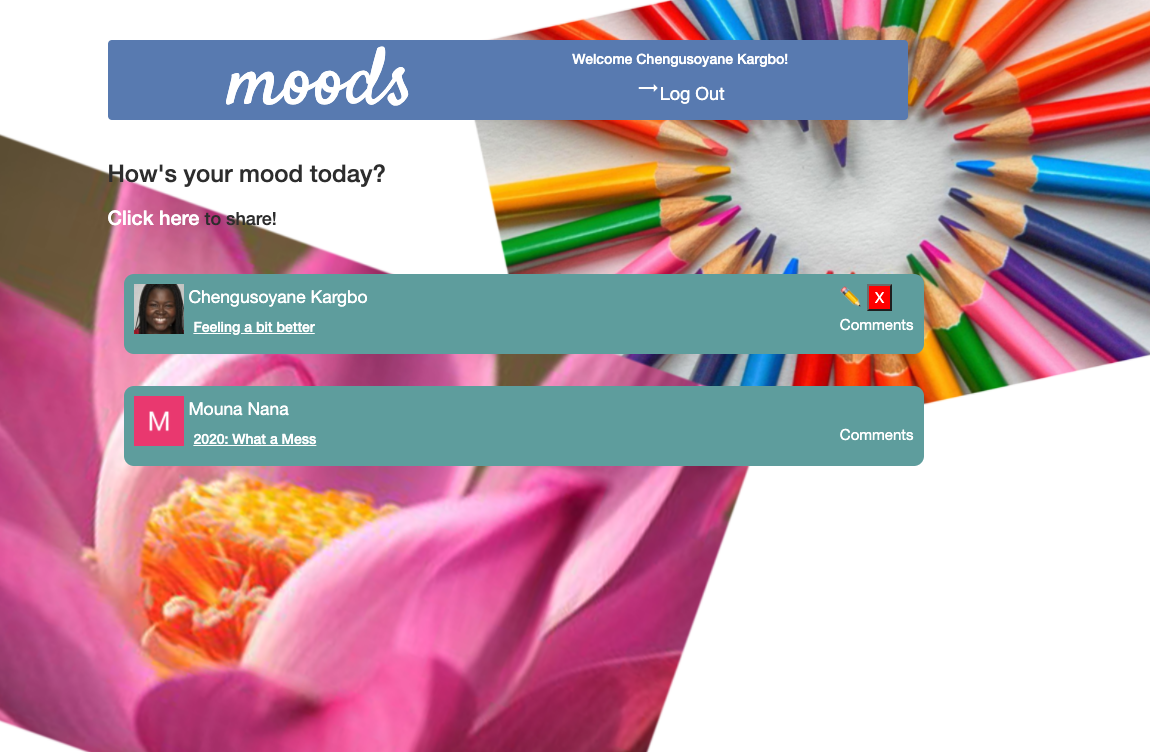 moods
Welcome Chengusoyane Kargbo!
Log Out
How's your mood today?
Click here to share!
Chengusoyane Kargbo
X
Feeling a bit better
Comments
M
Mouna Nana
2020: What a Mess
Comments